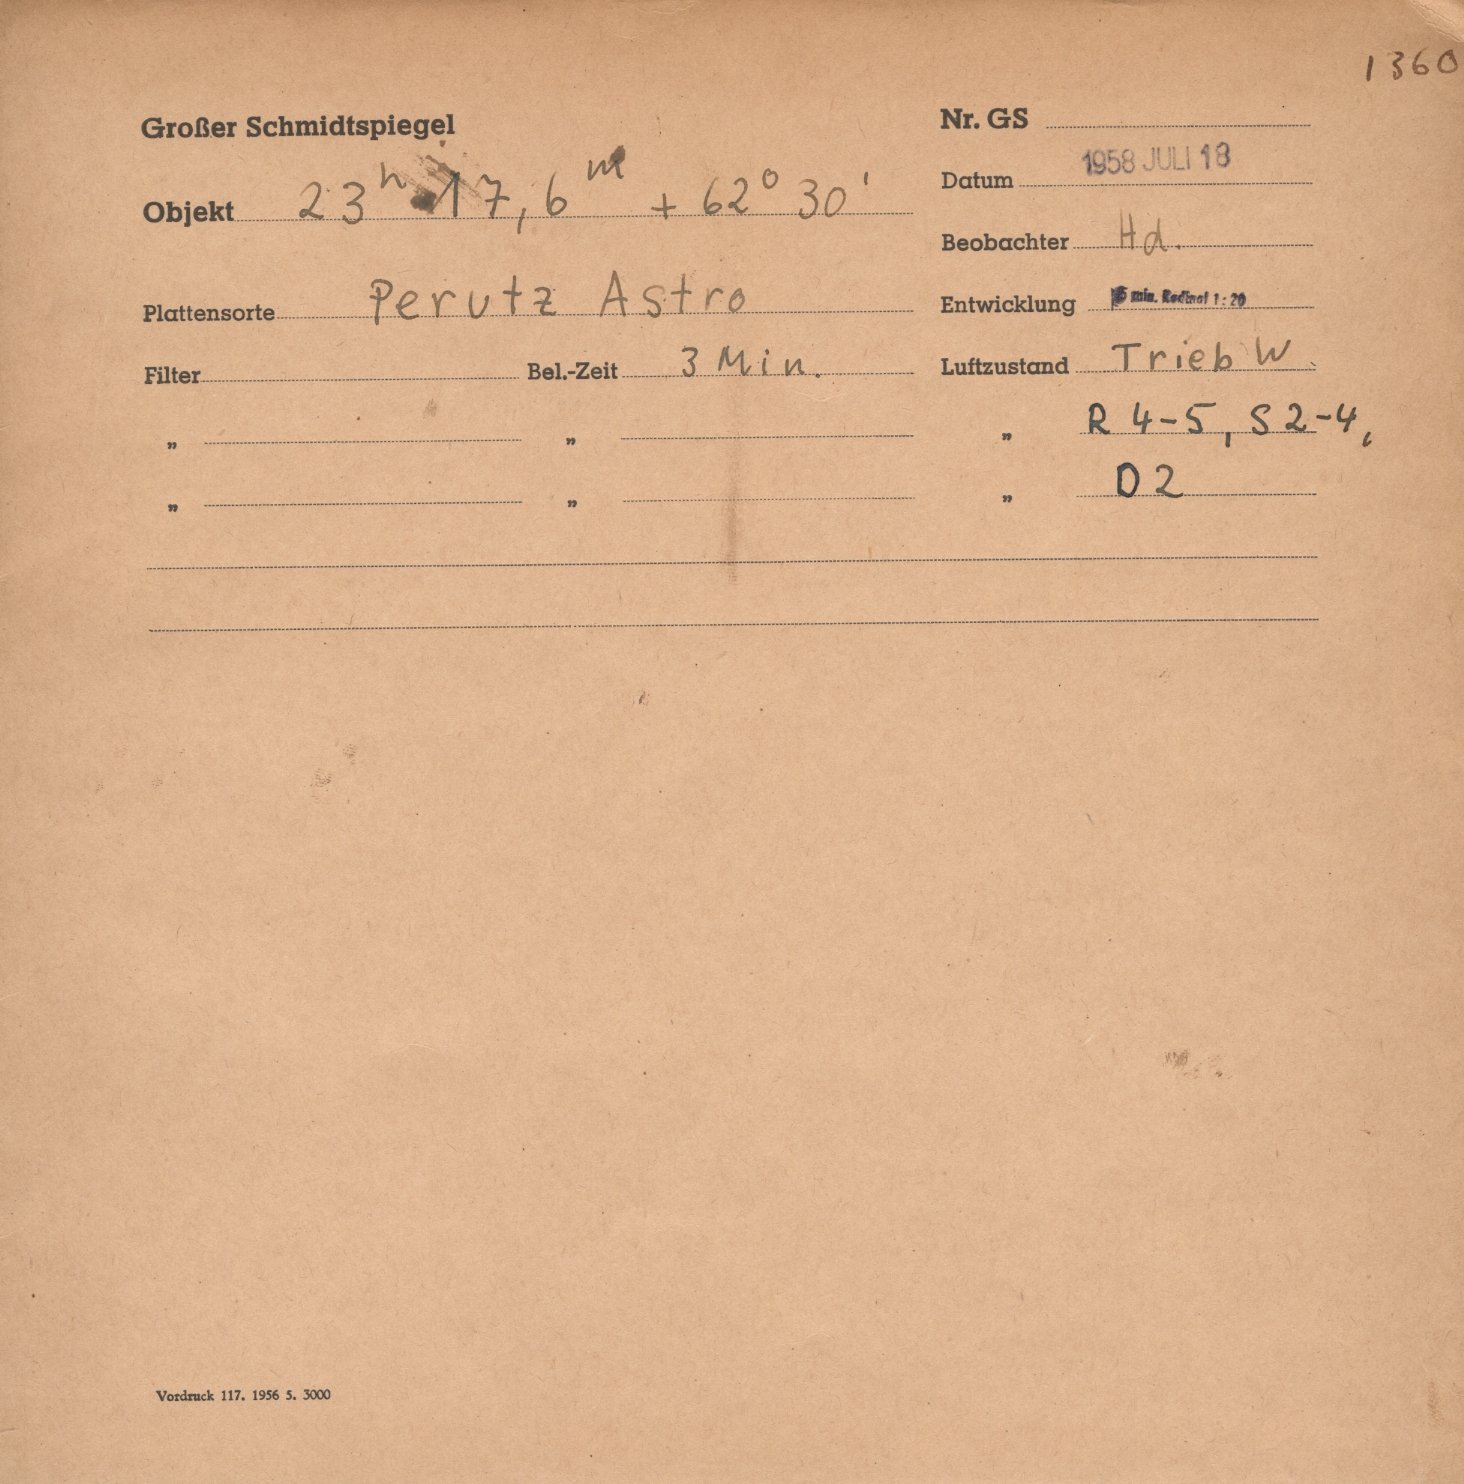 1360
Großer Schmidtspiegel
Nr. GS
Datum 1958 JULI 18
Objekt 23h 17,6m + 62° 30'
Beobachter Hd.
Plattensorte Perutz Astro
Entwicklung min. Rodinal 1:20
Filter Bel.-Zeit 3 Min. Luftzustand Trieb W
„ „ „ R 4-5, S 2-4,
„ „ „ D 2
Vordruck 117. 1956 5. 3000